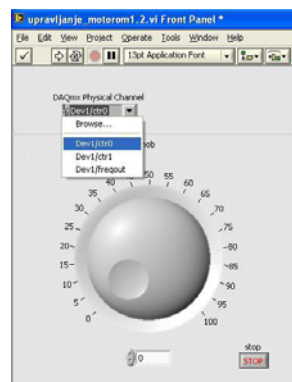 upravljanje_motorom1.2.vi Front Panel *
File Edit View Project Operate Tools Window Help
13pt Application Font
DAQmx Physical Channel
Dev1/ctr0
Browse...
Dev1/ctr0
Dev1/ctr1
Dev1/freqout
0 5 10 15 20 25 30 35 40 50 55 60 65 70 75 80 85 90 95 100
0
stop
STOP